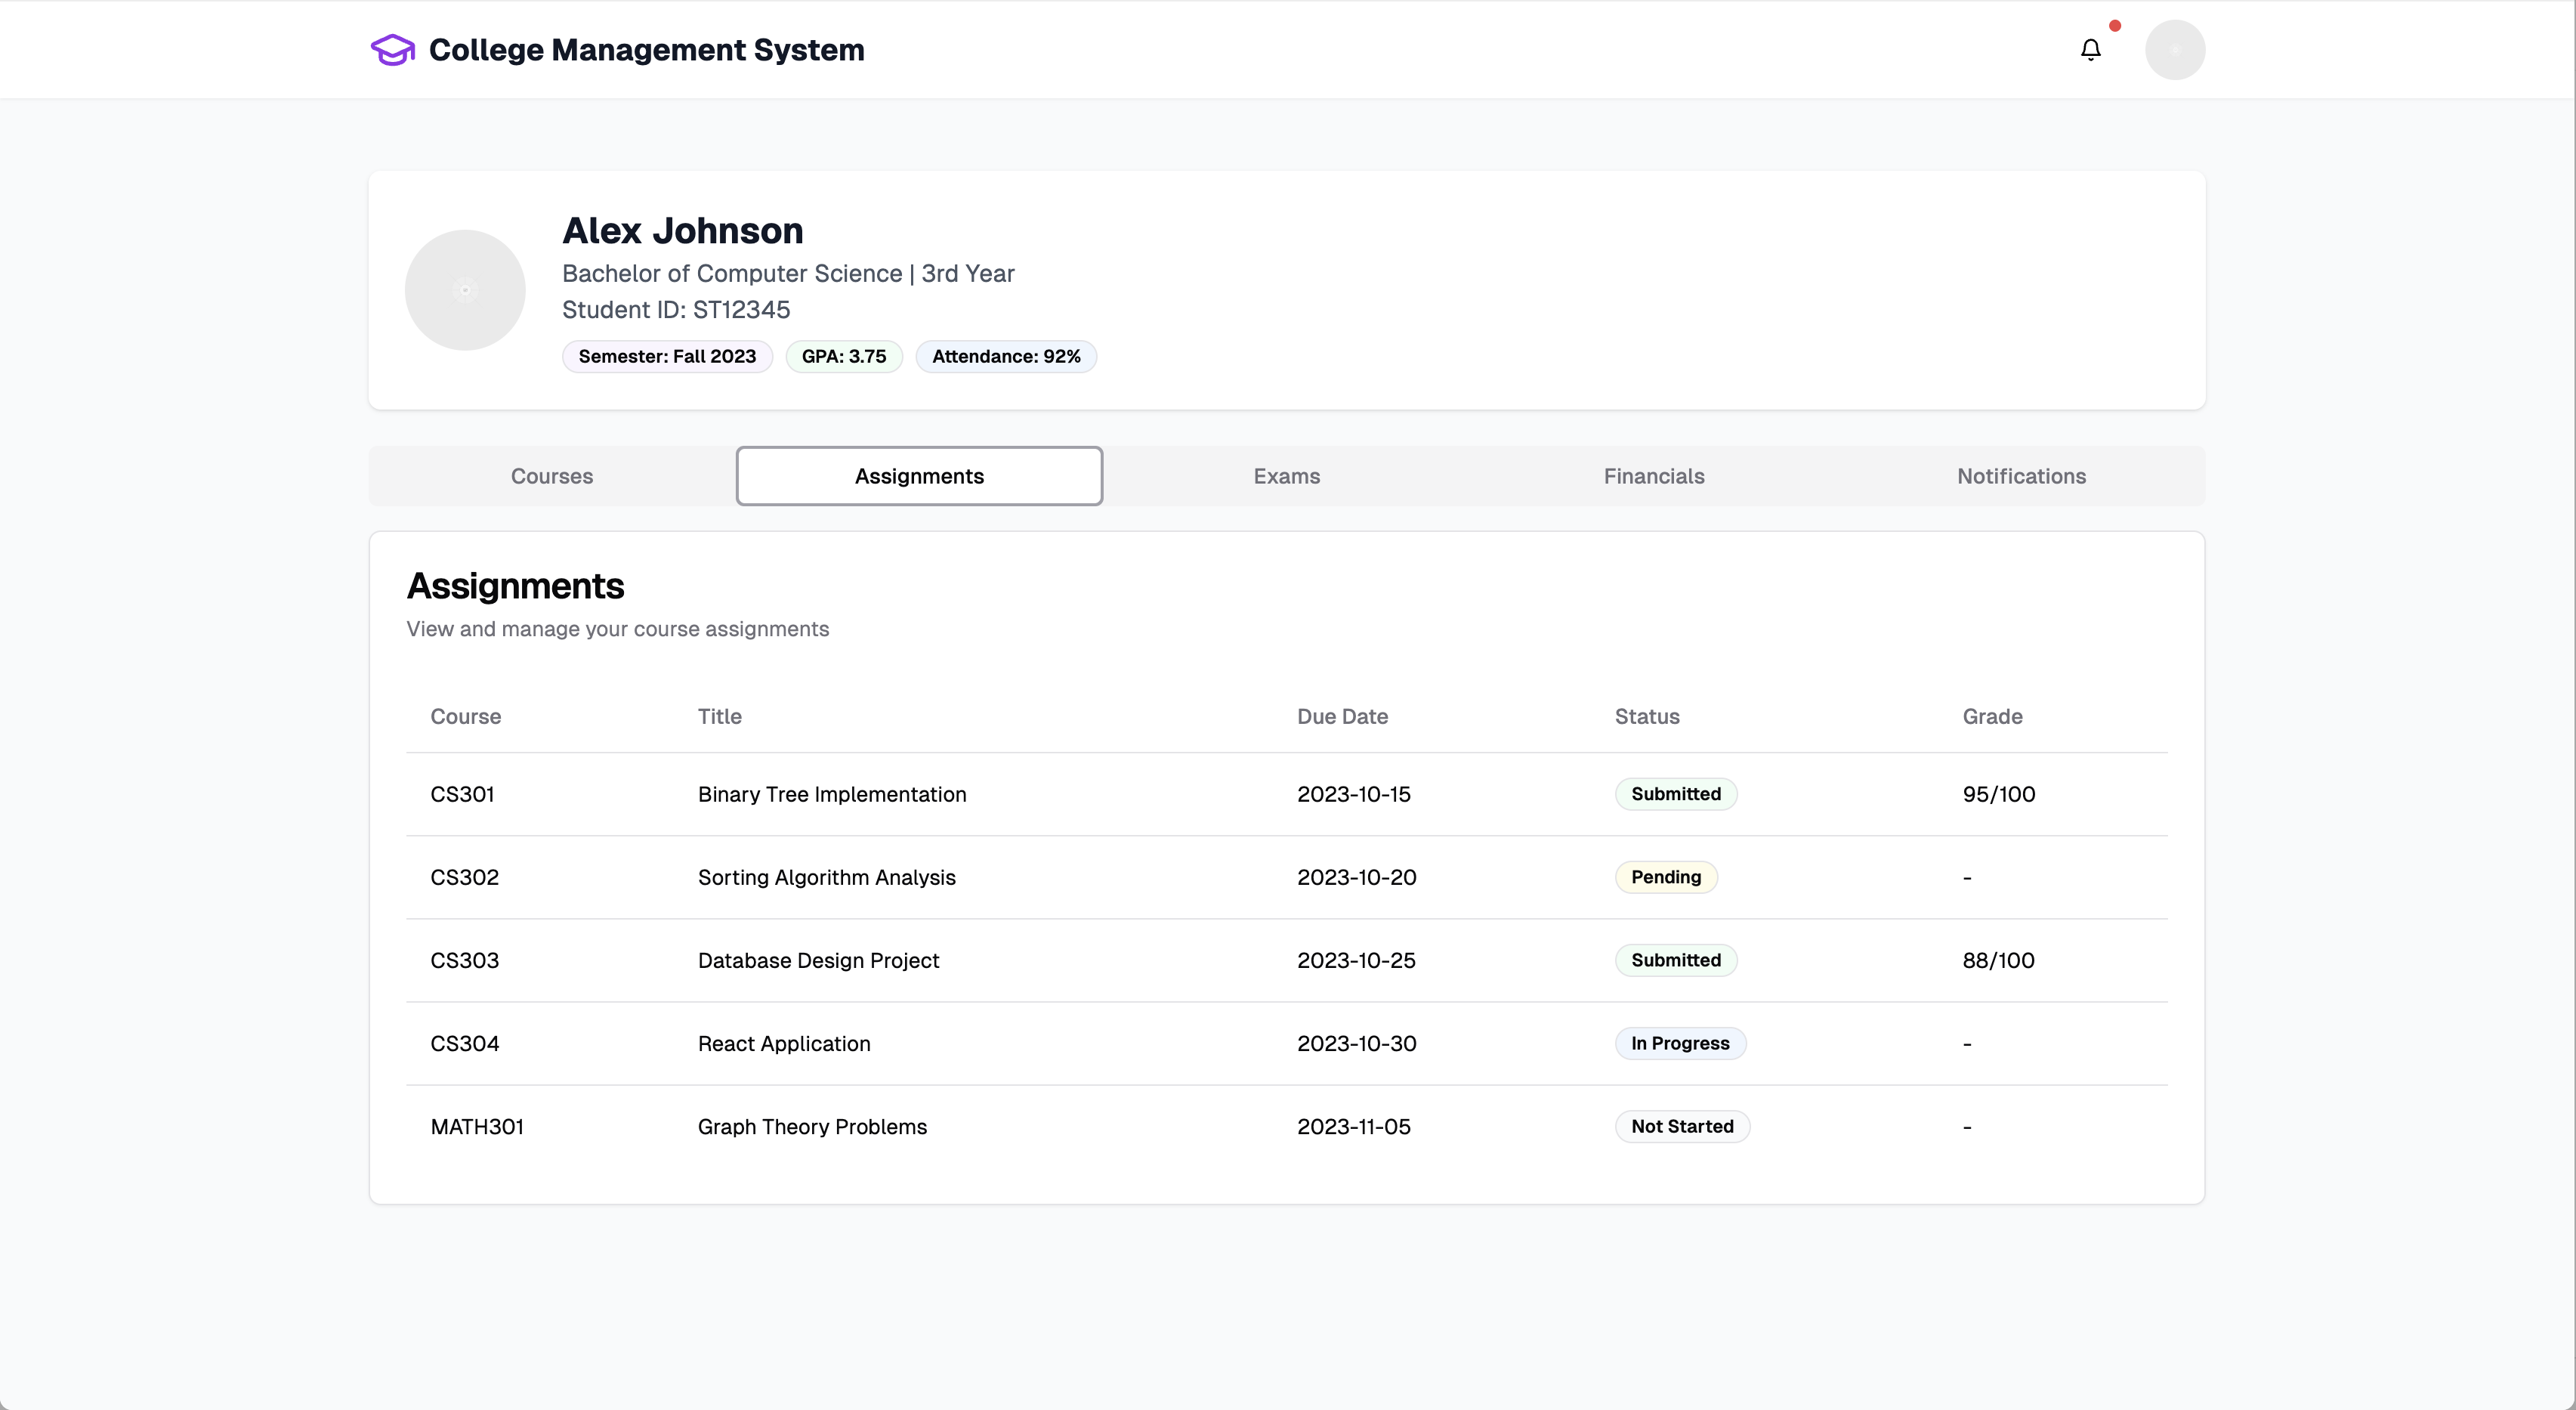 College Management System
Alex Johnson
Bachelor of Computer Science | 3rd Year
Student ID: ST12345
Semester: Fall 2023 GPA: 3.75 Attendance: 92%
Courses Assignments Exams Financials Notifications
Assignments
View and manage your course assignments
Course Title Due Date Status Grade
CS301 Binary Tree Implementation 2023-10-15 Submitted 95/100
CS302 Sorting Algorithm Analysis 2023-10-20 Pending -
CS303 Database Design Project 2023-10-25 Submitted 88/100
CS304 React Application 2023-10-30 In Progress -
MATH301 Graph Theory Problems 2023-11-05 Not Started -